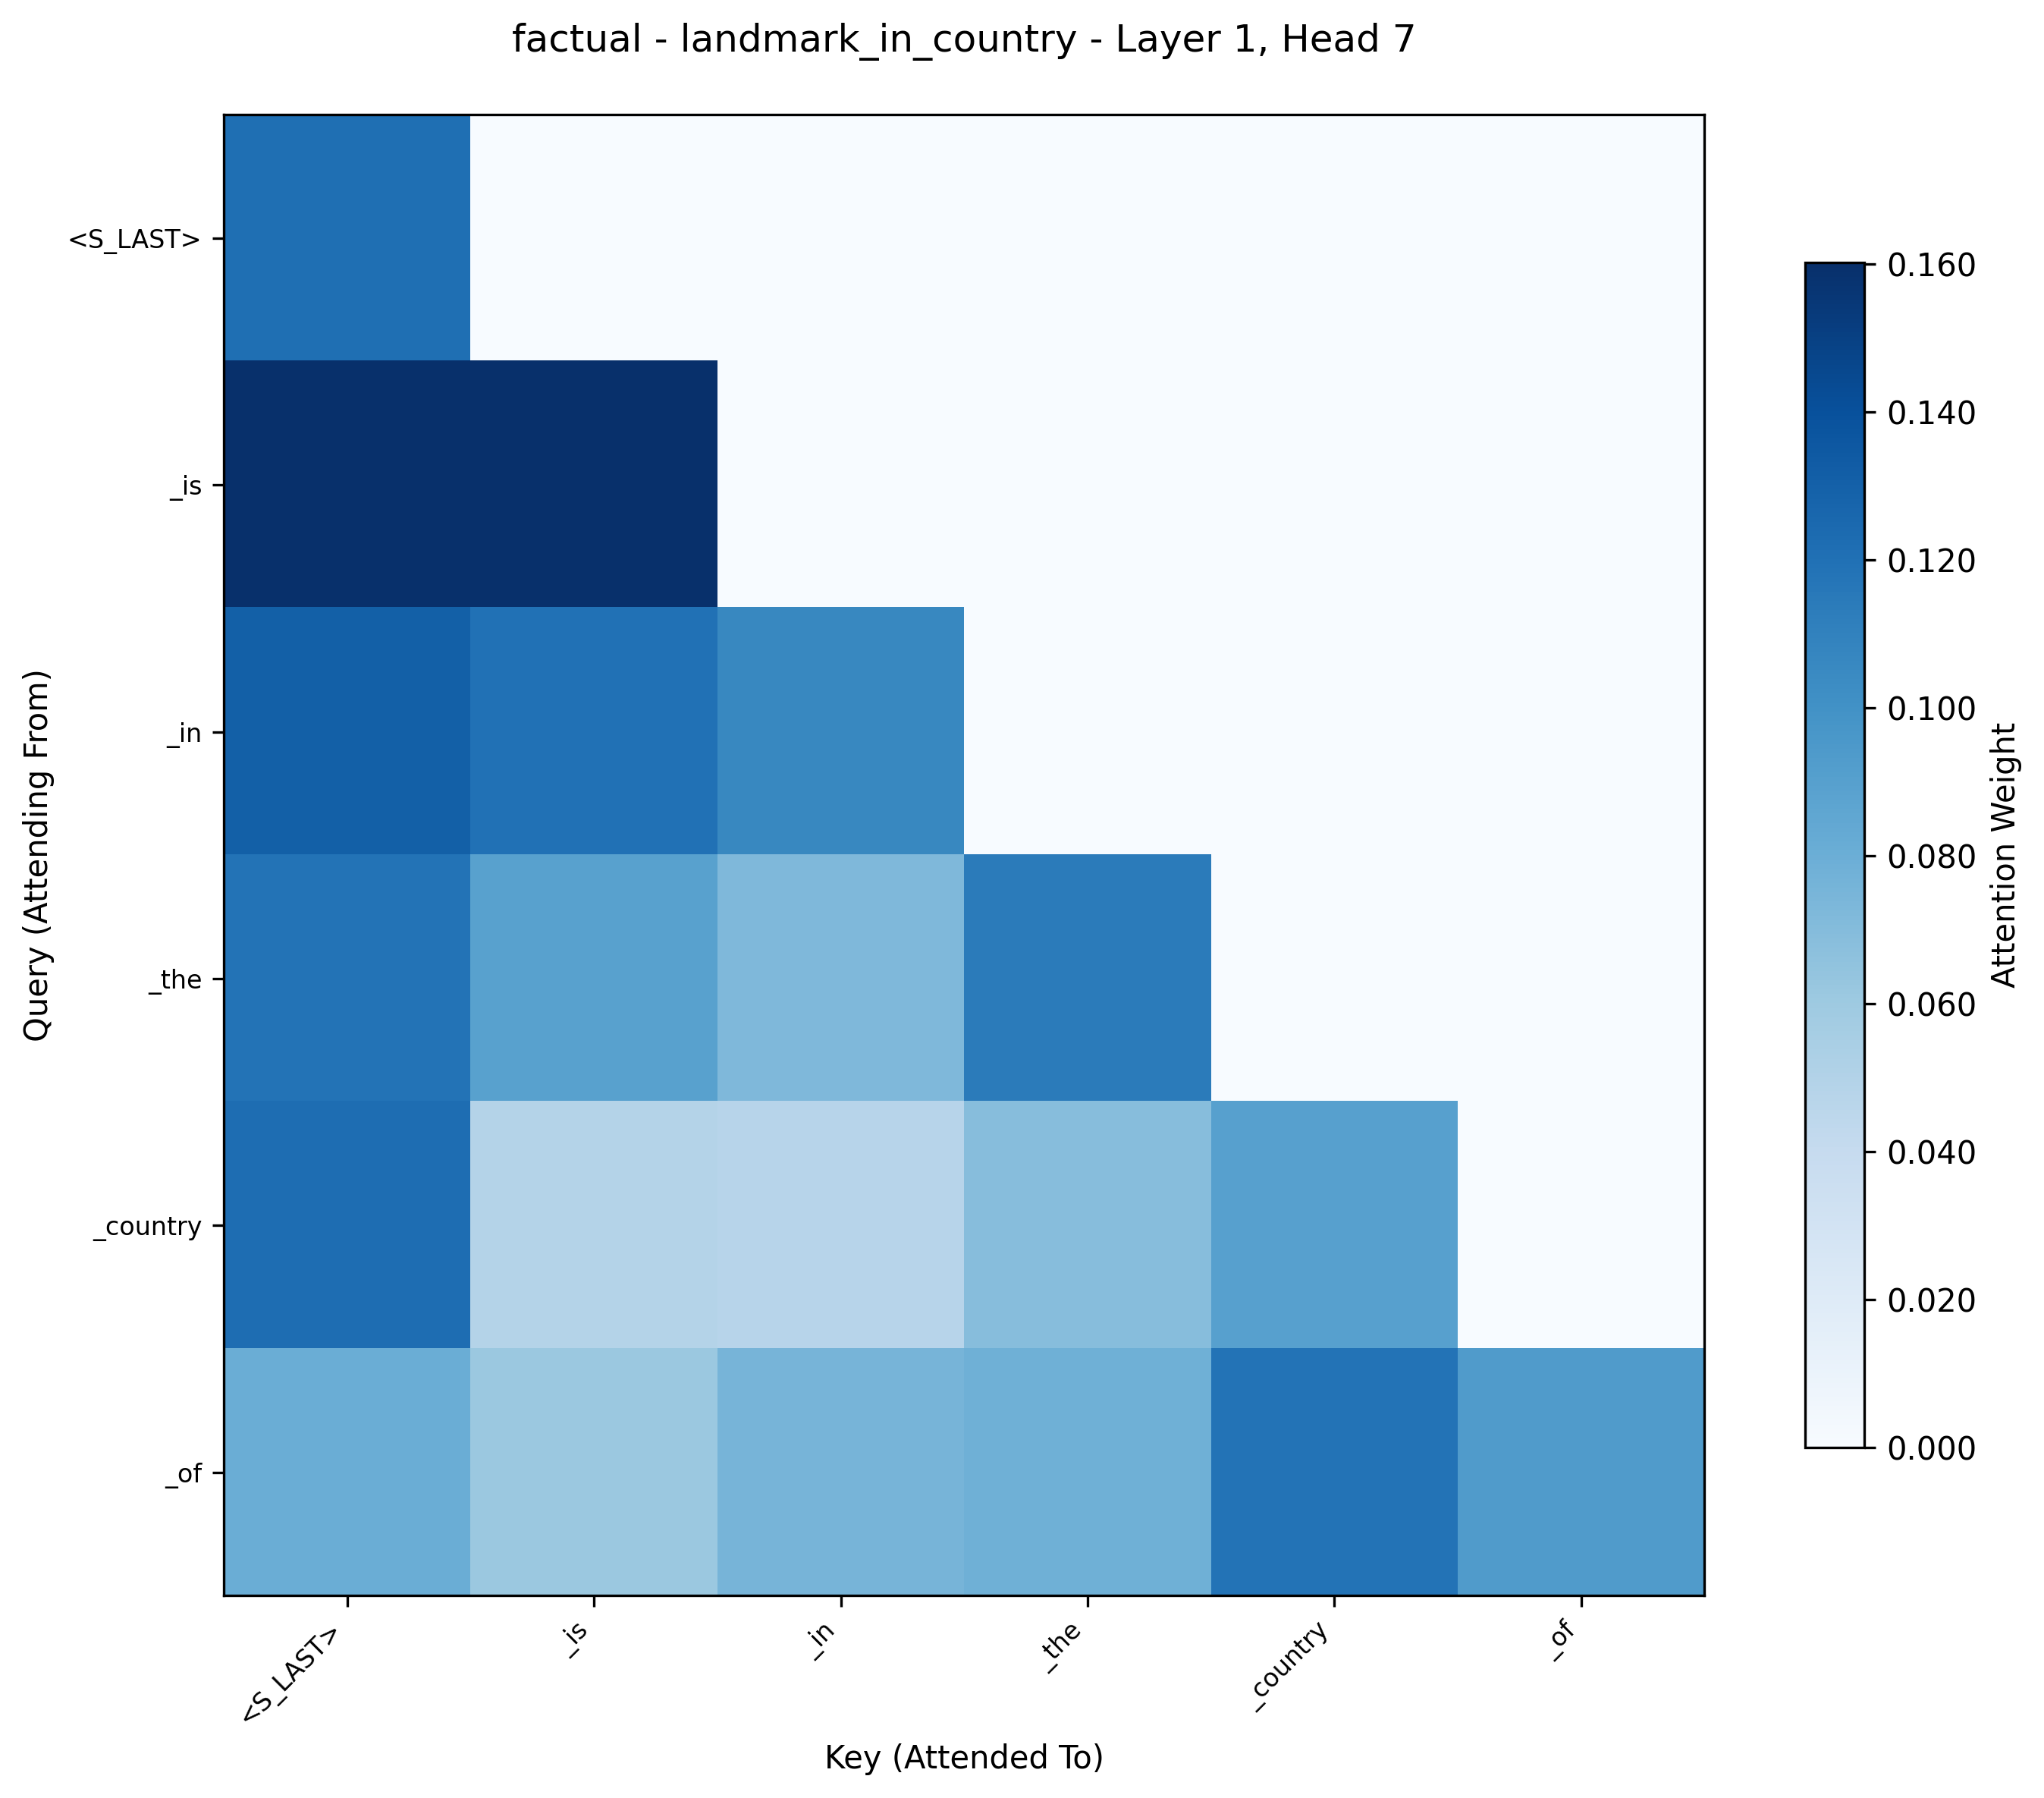 factual - landmark_in_country - Layer 1, Head 7
Query (Attending From)
<S_LAST>
_is
_in
_the
_country
_of
<S_LAST>
_is
_in
_the
_country
_of
Key (Attended To)
0.160
0.140
0.120
0.100
0.080
0.060
0.040
0.020
0.000
Attention Weight